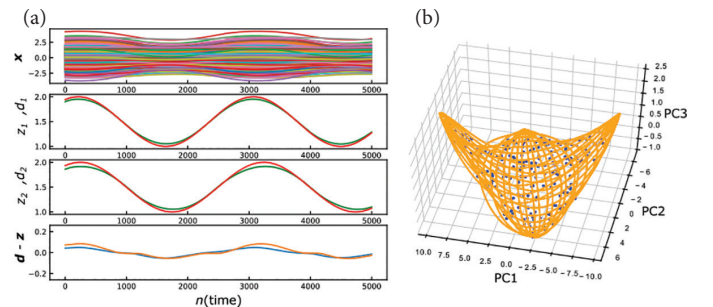 (a)
x
2.5
0.0
−2.5
0 1000 2000 3000 4000 5000
z1 ,d1
2.0
1.5
1.0
0 1000 2000 3000 4000 5000
z2 ,d2
2.0
1.5
1.0
0 1000 2000 3000 4000 5000
d − z
0.2
0.0
−0.2
0 1000 2000 3000 4000 5000
n(time)
(b)
2.5
2.0
1.5
1.0
0.5
0.0
−0.5
−1.0
PC3
−6
−4
−2
0
2
4
6
PC2
10.0 7.5 5.0 2.5 0.0 −2.5 −5.0 −7.5 −10.0
PC1